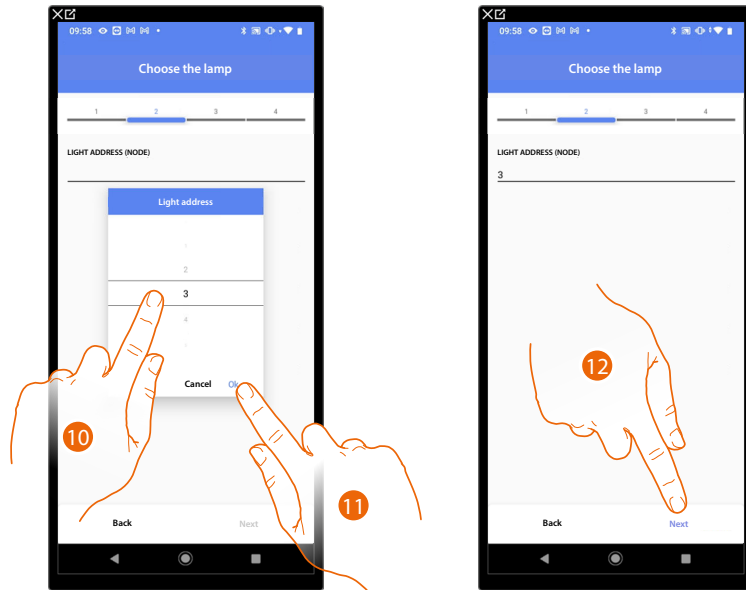 09:58
Choose the lamp
1 2 3 4
LIGHT ADDRESS (NODE)
Light address
1
2
3
4
Cancel Ok
10
11
Back Next
09:58
Choose the lamp
1 2 3 4
LIGHT ADDRESS (NODE)
3
12
Back Next